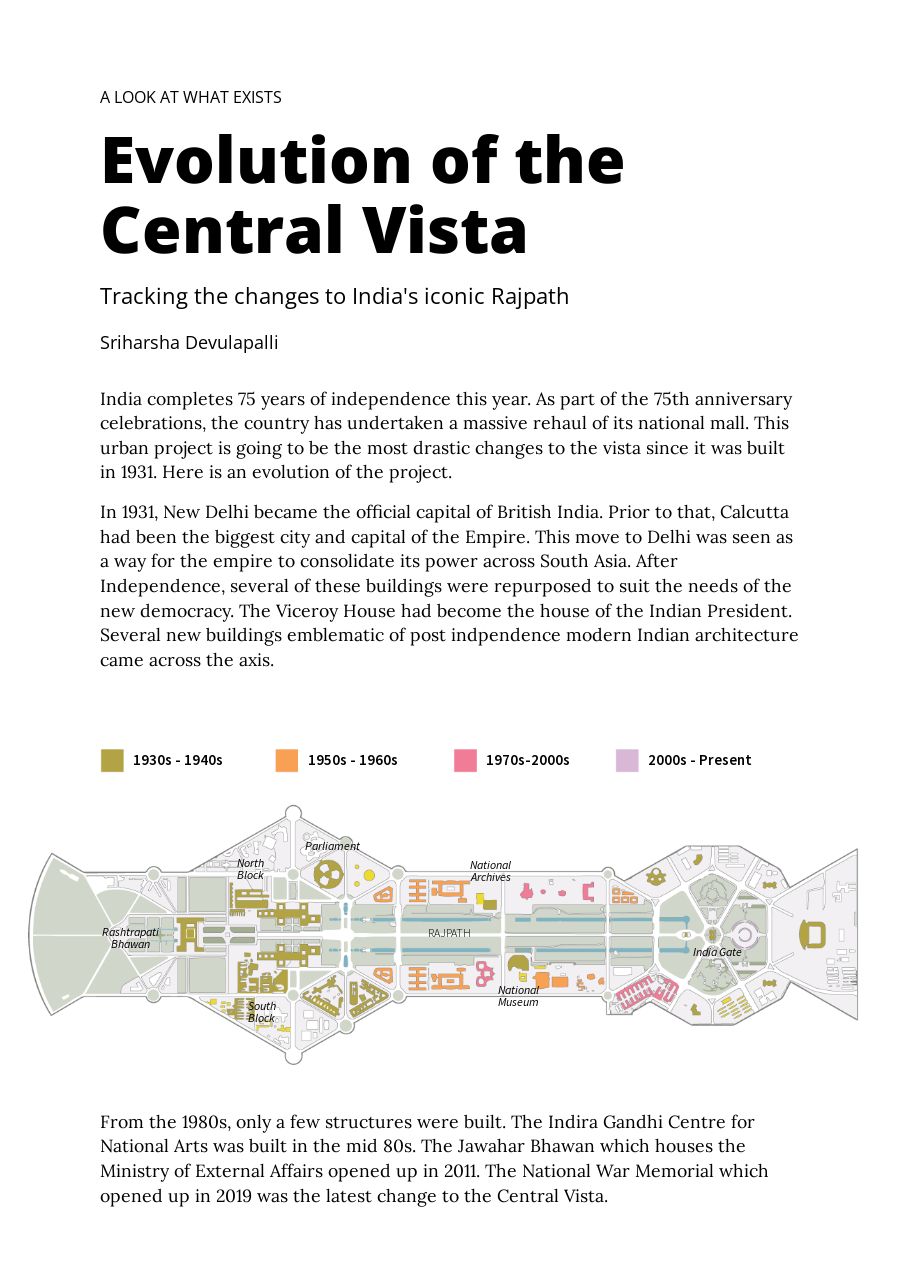 A LOOK AT WHAT EXISTS
Evolution of the
Central Vista
Tracking the changes to India's iconic Rajpath
Sriharsha Devulapalli
India completes 75 years of independence this year. As part of the 75th anniversary
celebrations, the country has undertaken a massive rehaul of its national mall. This
urban project is going to be the most drastic changes to the vista since it was built
in 1931. Here is an evolution of the project.
In 1931, New Delhi became the official capital of British India. Prior to that, Calcutta
had been the biggest city and capital of the Empire. This move to Delhi was seen as
a way for the empire to consolidate its power across South Asia. After
Independence, several of these buildings were repurposed to suit the needs of the
new democracy. The Viceroy House had become the house of the Indian President.
Several new buildings emblematic of post indpendence modern Indian architecture
came across the axis.
1930s - 1940s
1950s - 1960s
1970s-2000s
2000s - Present
Parliament
North
Block
National
Archives
Rashtrapati
Bhawan
RAJPATH
India Gate
National
Museum
South
Block
From the 1980s, only a few structures were built. The Indira Gandhi Centre for
National Arts was built in the mid 80s. The Jawahar Bhawan which houses the
Ministry of External Affairs opened up in 2011. The National War Memorial which
opened up in 2019 was the latest change to the Central Vista.